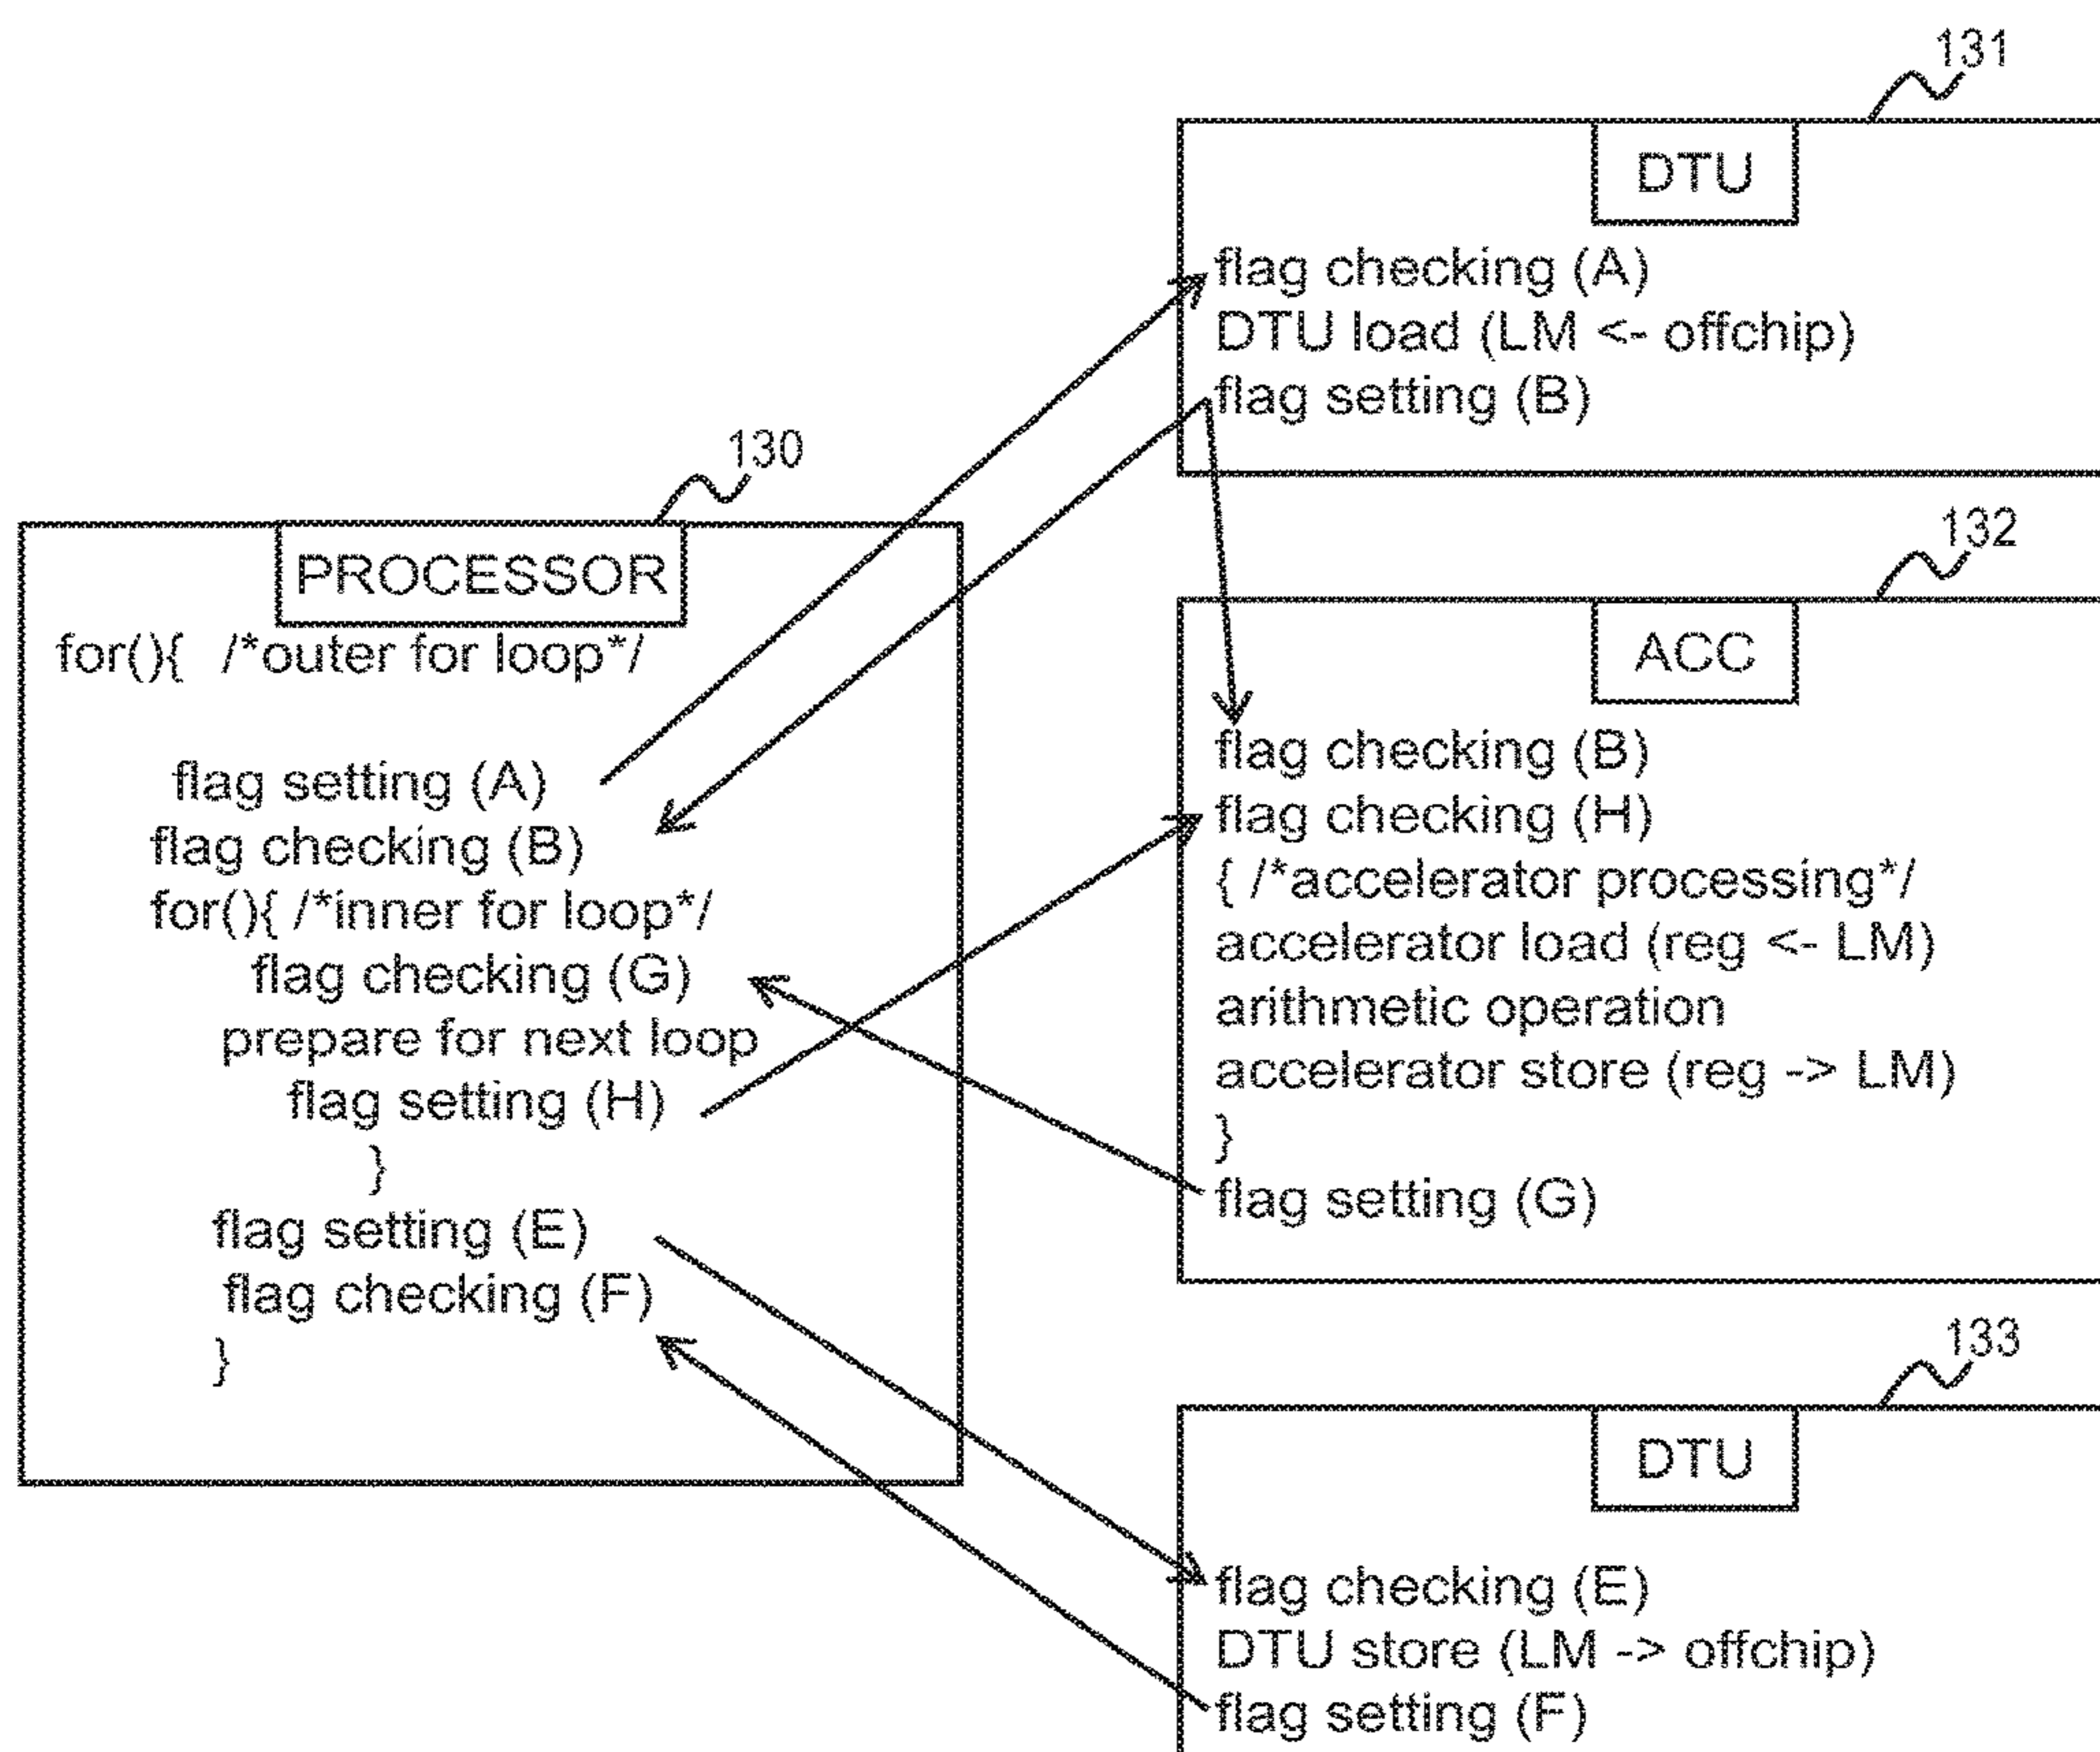 130
PROCESSOR
for(){ /*outer for loop*/
flag setting (A)
flag checking (B)
for(){ /*inner for loop*/
flag checking (G)
prepare for next loop
flag setting (H)
}
flag setting (E)
flag checking (F)
}
131
DTU
flag checking (A)
DTU load (LM <- offchip)
flag setting (B)
132
ACC
flag checking (B)
flag checking (H)
{ /*accelerator processing*/
accelerator load (reg <- LM)
arithmetic operation
accelerator store (reg -> LM)
}
flag setting (G)
133
DTU
flag checking (E)
DTU store (LM -> offchip)
flag setting (F)